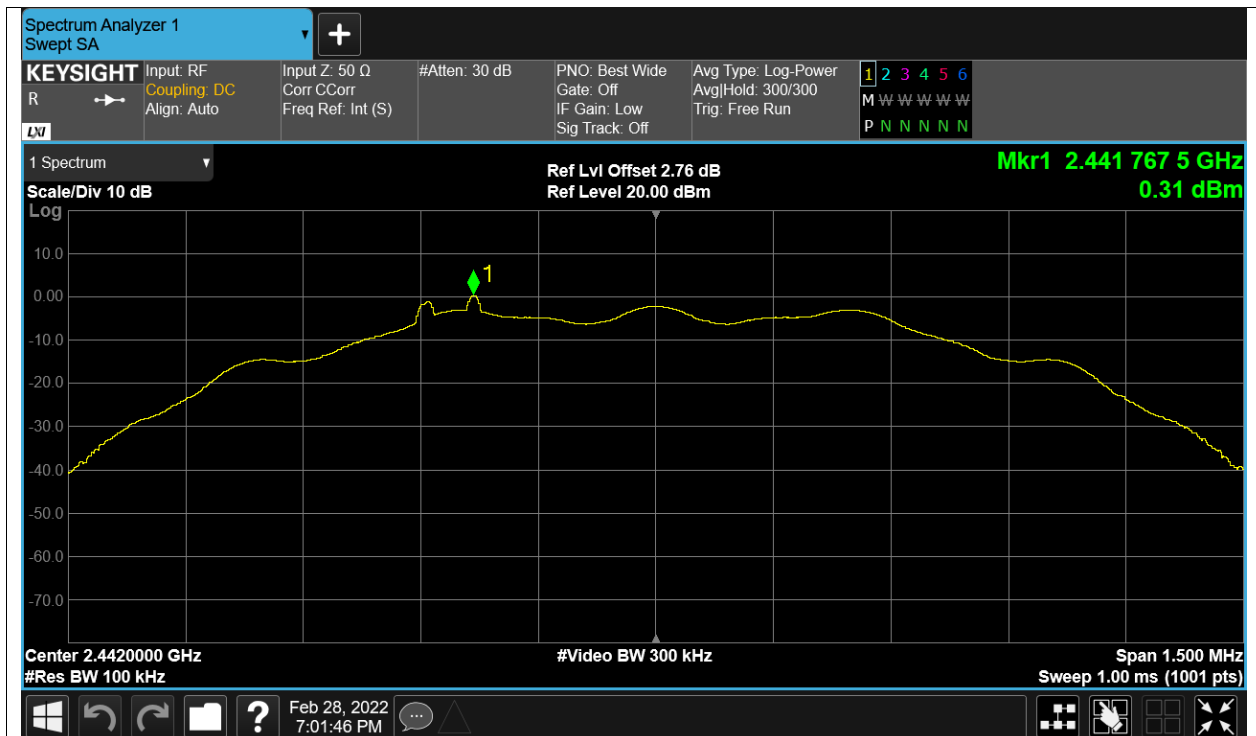 Spectrum Analyzer 1
Swept SA
+
KEYSIGHT
R
LXI
Input: RF
Coupling: DC
Align: Auto
Input Z: 50 Ω
Corr CCorr
Freq Ref: Int (S)
#Atten: 30 dB
PNO: Best Wide
Gate: Off
IF Gain: Low
Sig Track: Off
Avg Type: Log-Power
Avg|Hold: 300/300
Trig: Free Run
1 2 3 4 5 6
M W W W W W W
P N N N N N N
1 Spectrum
Scale/Div 10 dB
Ref Lvl Offset 2.76 dB
Ref Level 20.00 dBm
Mkr1 2.441 767 5 GHz
0.31 dBm
Log
10.0
0.00
-10.0
-20.0
-30.0
-40.0
-50.0
-60.0
-70.0
1
Center 2.4420000 GHz
#Res BW 100 kHz
#Video BW 300 kHz
Span 1.500 MHz
Sweep 1.00 ms (1001 pts)
?
Feb 28, 2022
7:01:46 PM